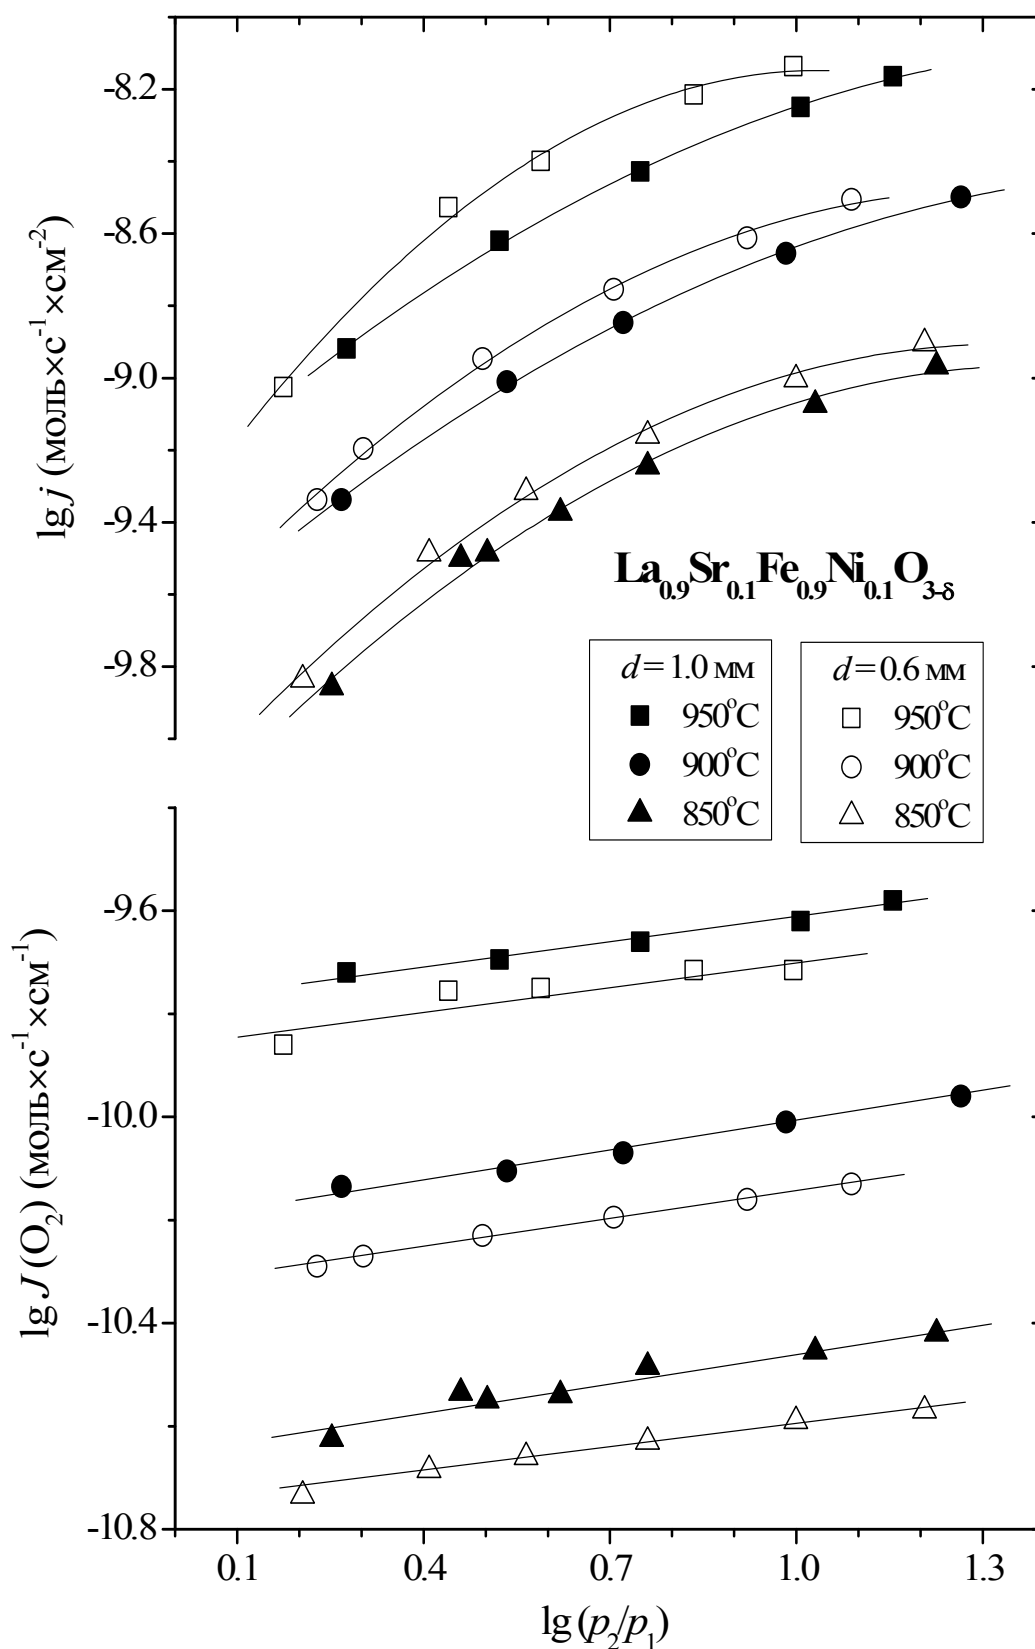 -8.2
-8.6
-9.0
-9.4
-9.8
lg j (моль×с⁻¹×см⁻²)
La₀.₉Sr₀.₁Fe₀.₉Ni₀.₁O₃₋δ
d = 1.0 мм
950°C
900°C
850°C
d = 0.6 мм
950°C
900°C
850°C
-9.6
-10.0
-10.4
-10.8
lg J (O₂) (моль×с⁻¹×см⁻¹)
0.1 0.4 0.7 1.0 1.3
lg (p₂/p₁)